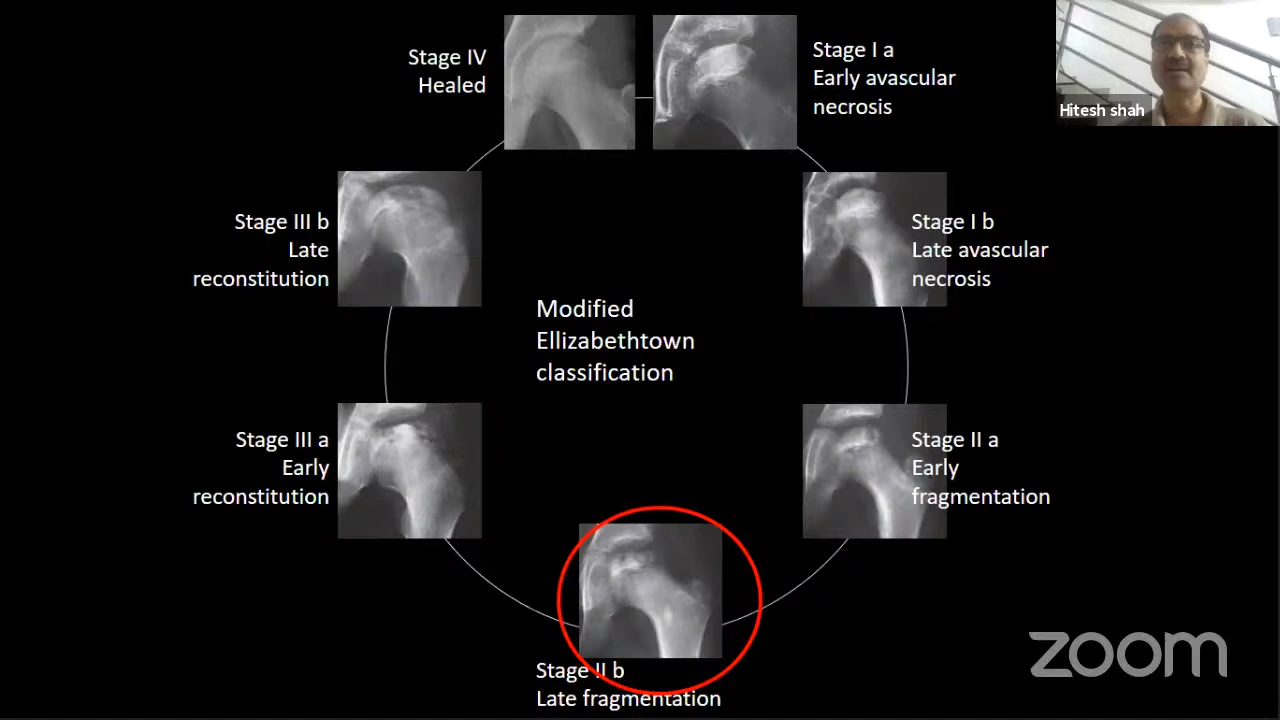 Stage IV
Healed
Stage I a
Early avascular
necrosis
Hitesh shah
Stage III b
Late
reconstitution
Stage I b
Late avascular
necrosis
Modified
Ellizabethtown
classification
Stage III a
Early
reconstitution
Stage II a
Early
fragmentation
Stage II b
Late fragmentation
zoom